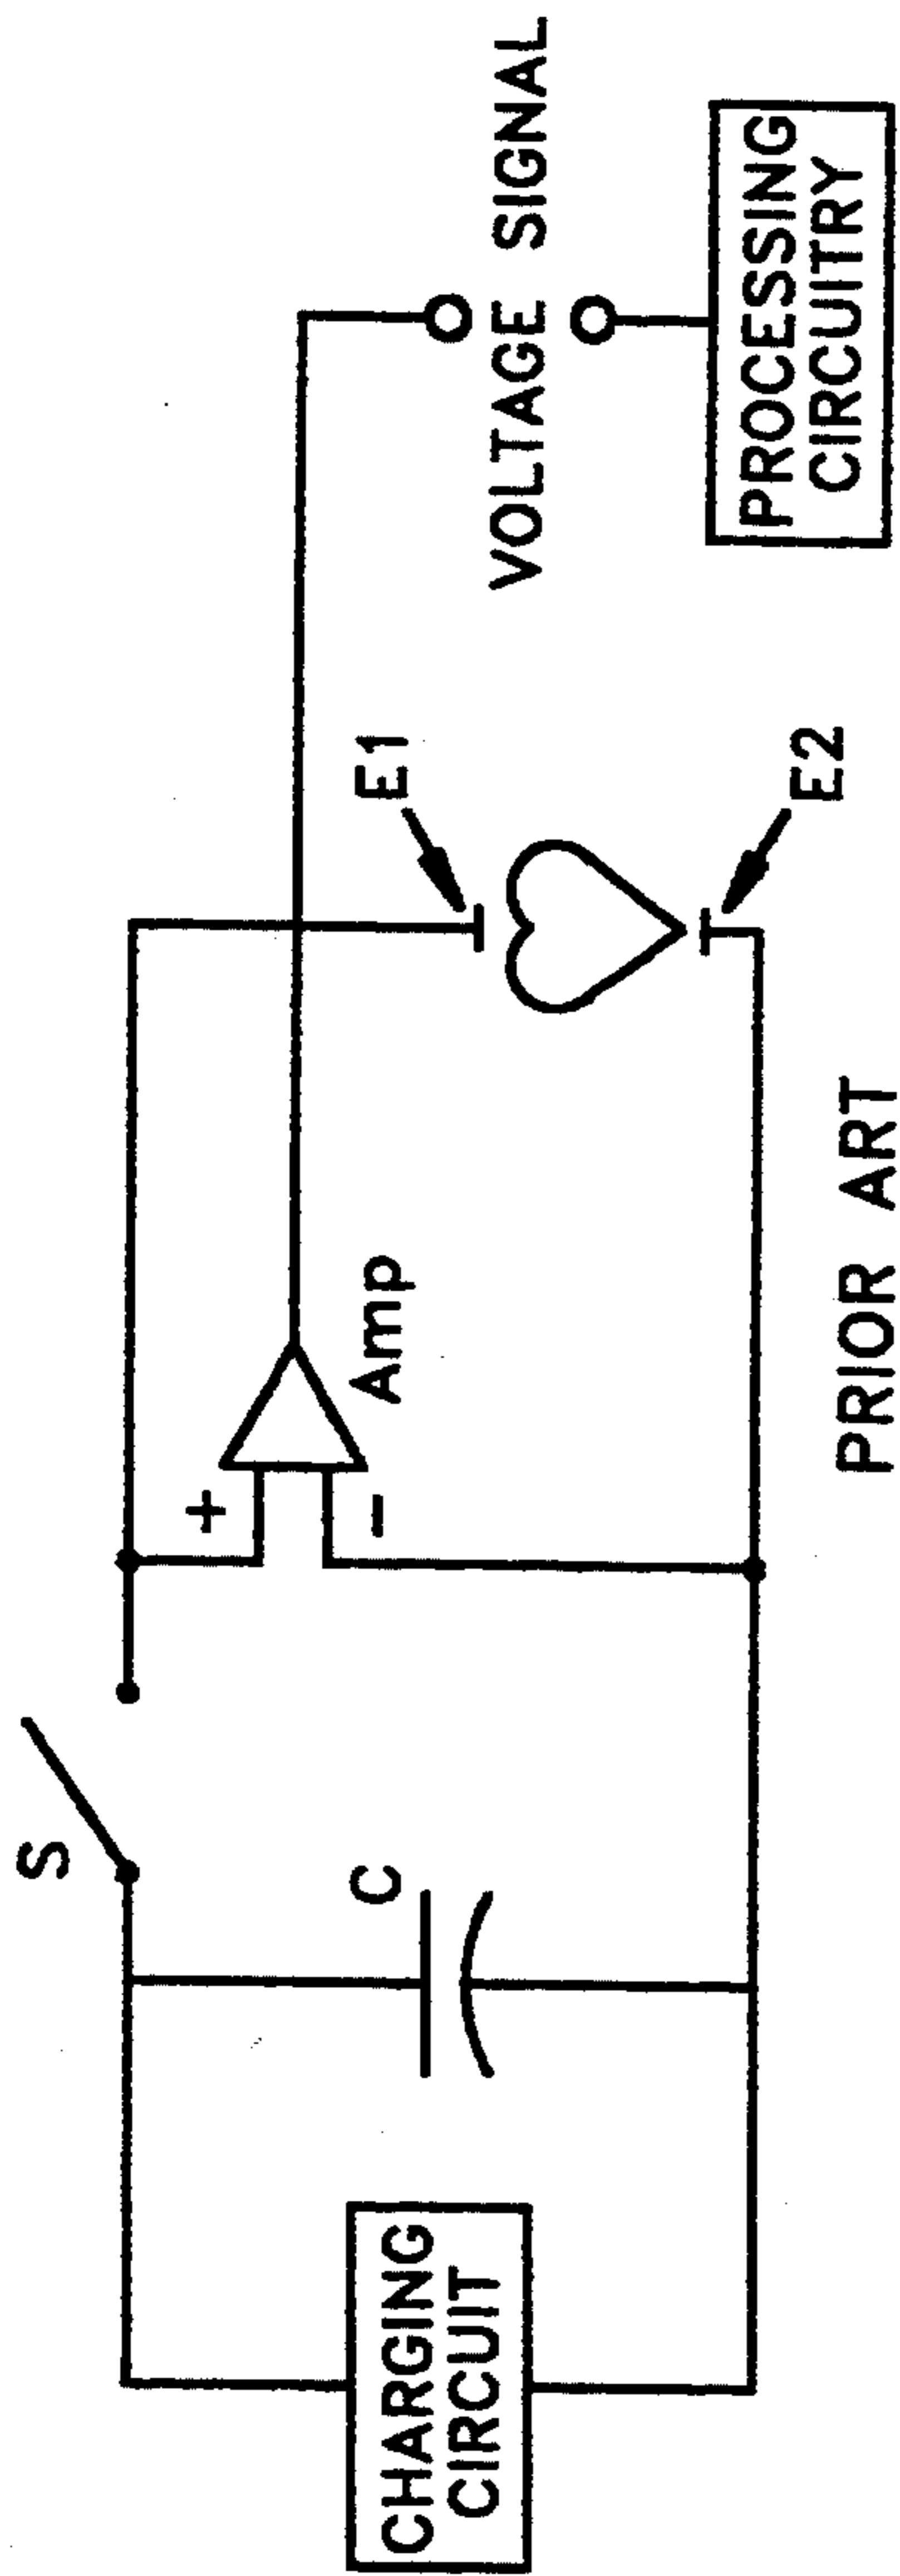 S
+
-
Amp
C
CHARGING
CIRCUIT
E1
E2
VOLTAGE SIGNAL
PROCESSING
CIRCUITRY
PRIOR ART